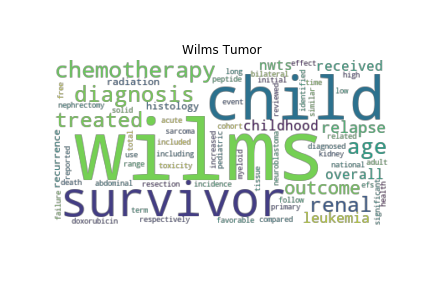 Wilms Tumor
chemotherapy
nwts
effect
received
long
bilateral
time
high
radiation
peptide
initial
reviewed
identified
similar
low
free
diagnosis
child
nephrectomy
solid
histology
event
treated
acute
sarcoma
cohort
childhood
relapse
increased
pediatric
related
recurrence
reported
total
wilms
included
including
myeloid
neuroblastoma
diagnosed
kidney
age
use
range
toxicity
tissue
national
adult
overall
death
abdominal
resection
incidence
outcome
efs
significant
health
failure
survivor
follow
primary
renal
term
doxorubicin
respectively
favorable
compared
leukemia